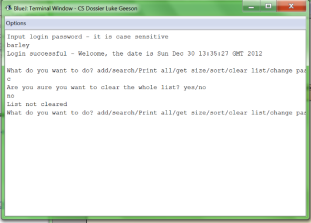 BlueJ: Terminal Window - CS Dossier Luke Geeson
Options
Input login password - it is case sensitive
barley
Login successful - Welcome, the date is Sun Dec 30 13:35:27 GMT 2012
What do you want to do? add/search/Print all/get size/sort/clear list/change pas
c
Are you sure you want to clear the whole list? yes/no
no
List not cleared
What do you want to do? add/search/Print all/get size/sort/clear list/change pas